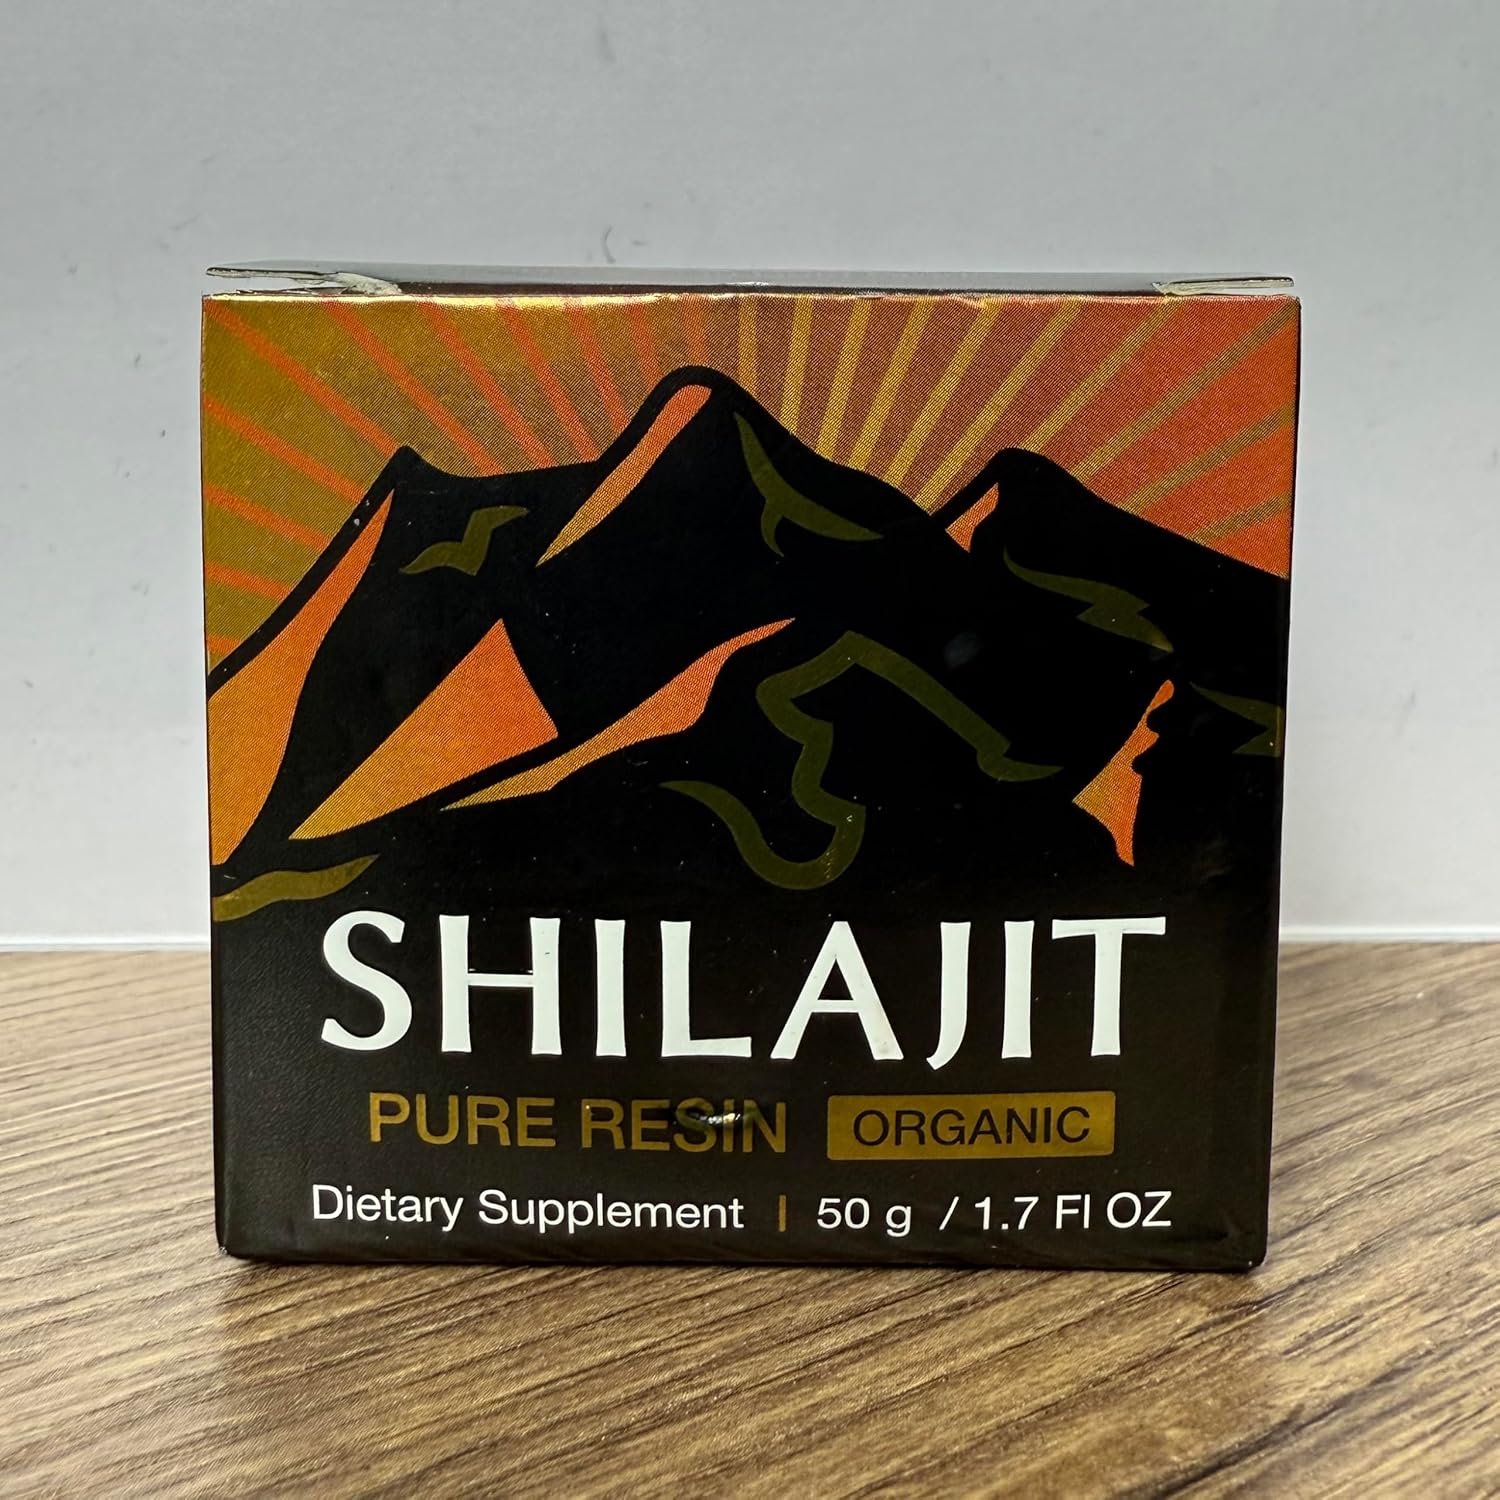 SHILAJIT
PURE RESIN ORGANIC
Dietary Supplement | 50 g / 1.7 Fl OZ